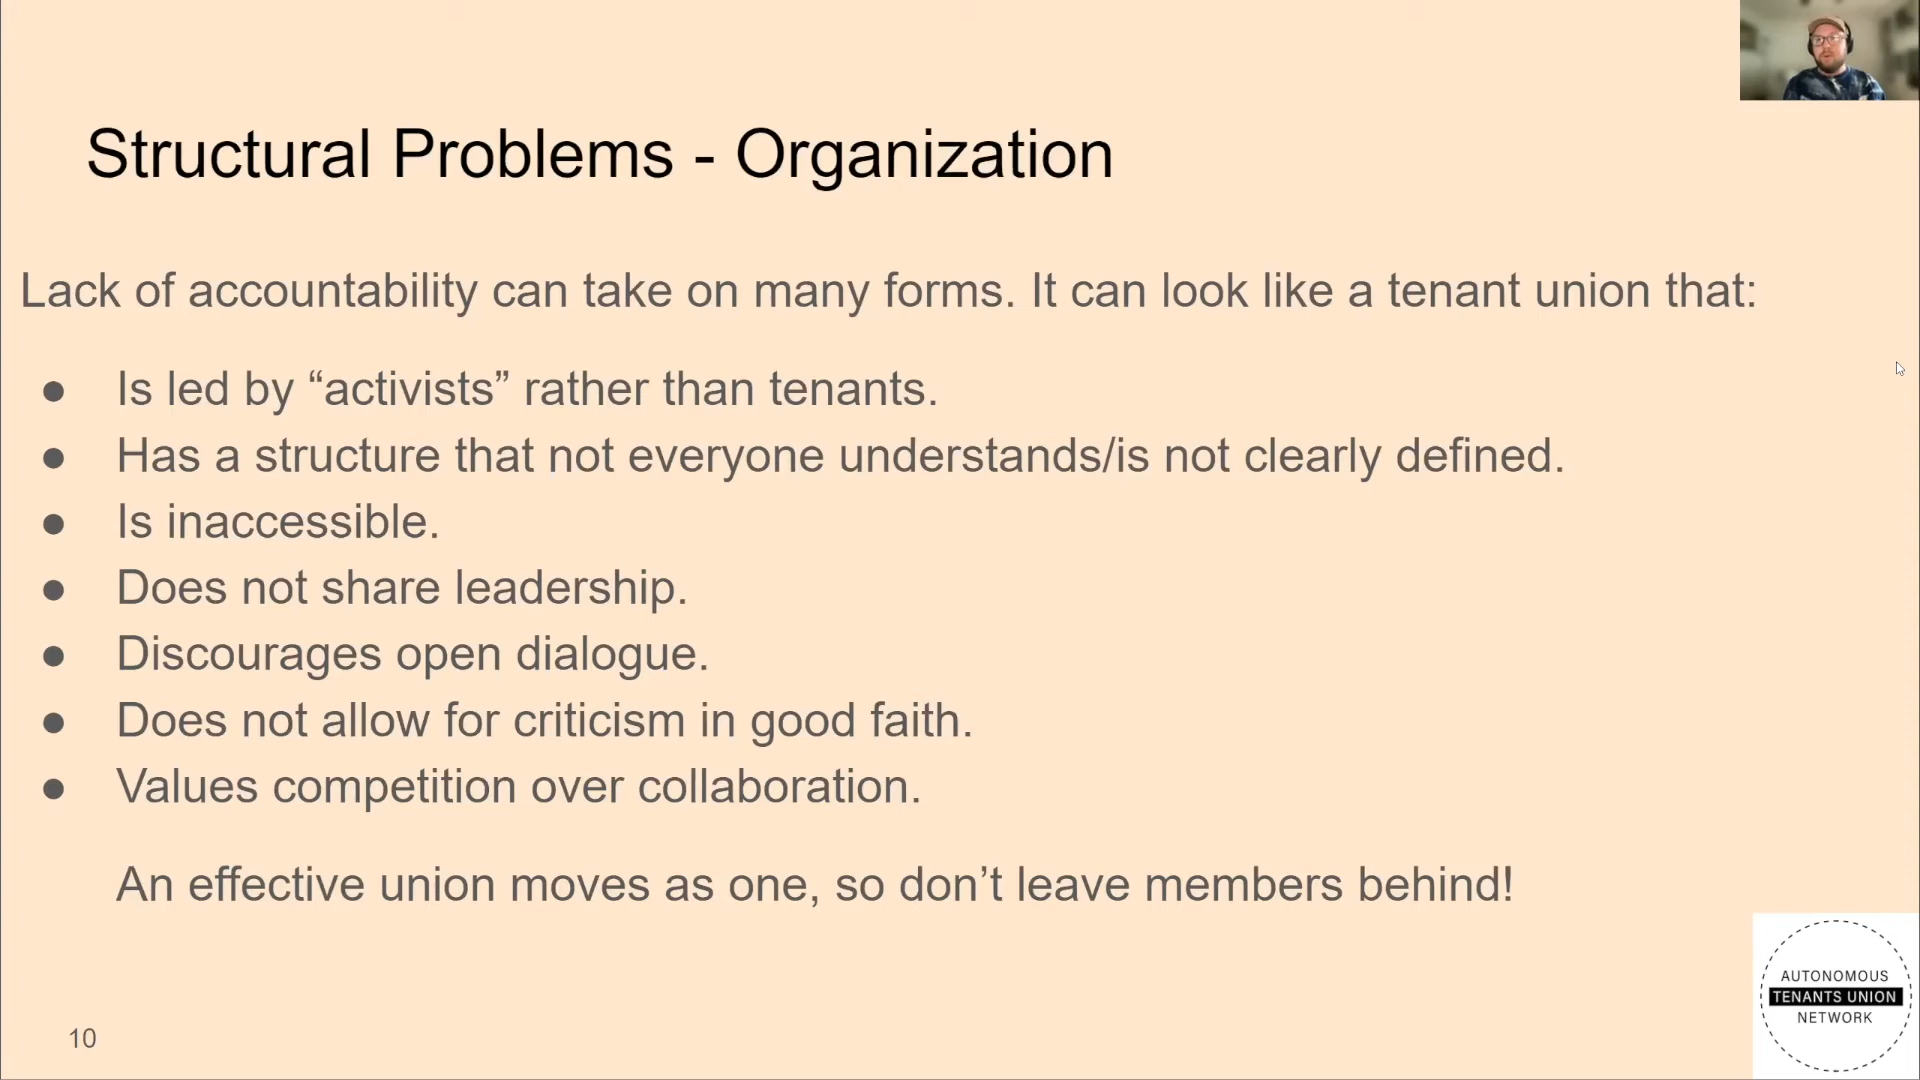 Structural Problems - Organization
Lack of accountability can take on many forms. It can look like a tenant union that:
● Is led by “activists” rather than tenants.
● Has a structure that not everyone understands/is not clearly defined.
● Is inaccessible.
● Does not share leadership.
● Discourages open dialogue.
● Does not allow for criticism in good faith.
● Values competition over collaboration.
An effective union moves as one, so don’t leave members behind!
AUTONOMOUS
TENANTS UNION
NETWORK
10